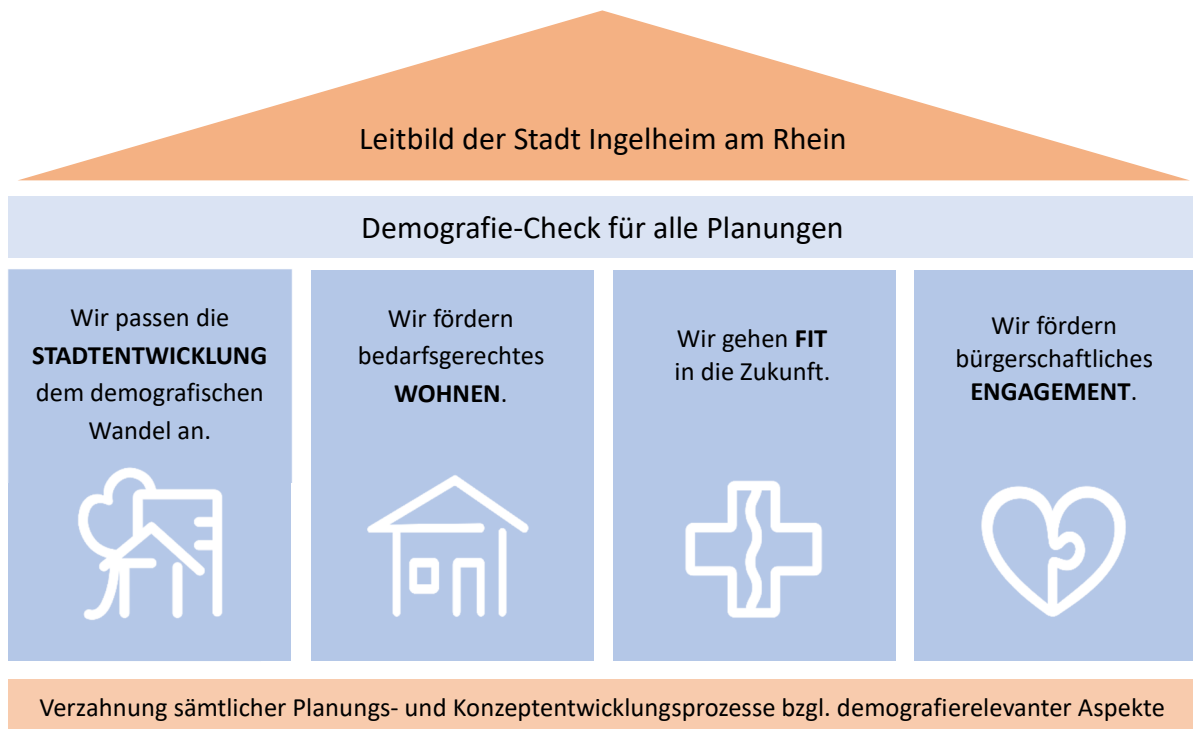 Leitbild der Stadt Ingelheim am Rhein
Demografie-Check für alle Planungen
Wir passen die
STADTENTWICKLUNG
dem demografischen
Wandel an.
Wir fördern
bedarfsgerechtes
WOHNEN.
Wir gehen FIT
in die Zukunft.
Wir fördern
bürgerschaftliches
ENGAGEMENT.
Verzahnung sämtlicher Planungs- und Konzeptentwicklungsprozesse bzgl. demografierelevanter Aspekte